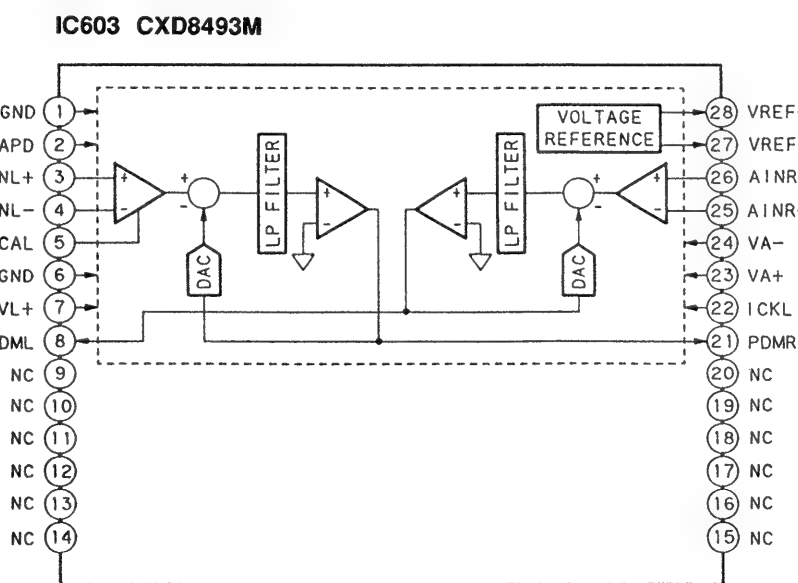 IC603 CXD8493M
GND 1
APD 2
NL+ 3
NL- 4
CAL 5
GND 6
VL+ 7
DML 8
NC 9
NC 10
NC 11
NC 12
NC 13
NC 14
+
-
+
-
DAC
LP FILTER
+
-
+
-
LP FILTER
VOLTAGE
REFERENCE
+
-
DAC
+
-
28 VREF
27 VREF
26 AINR
25 AINR
24 VA-
23 VA+
22 ICKL
21 PDMR
20 NC
19 NC
18 NC
17 NC
16 NC
15 NC